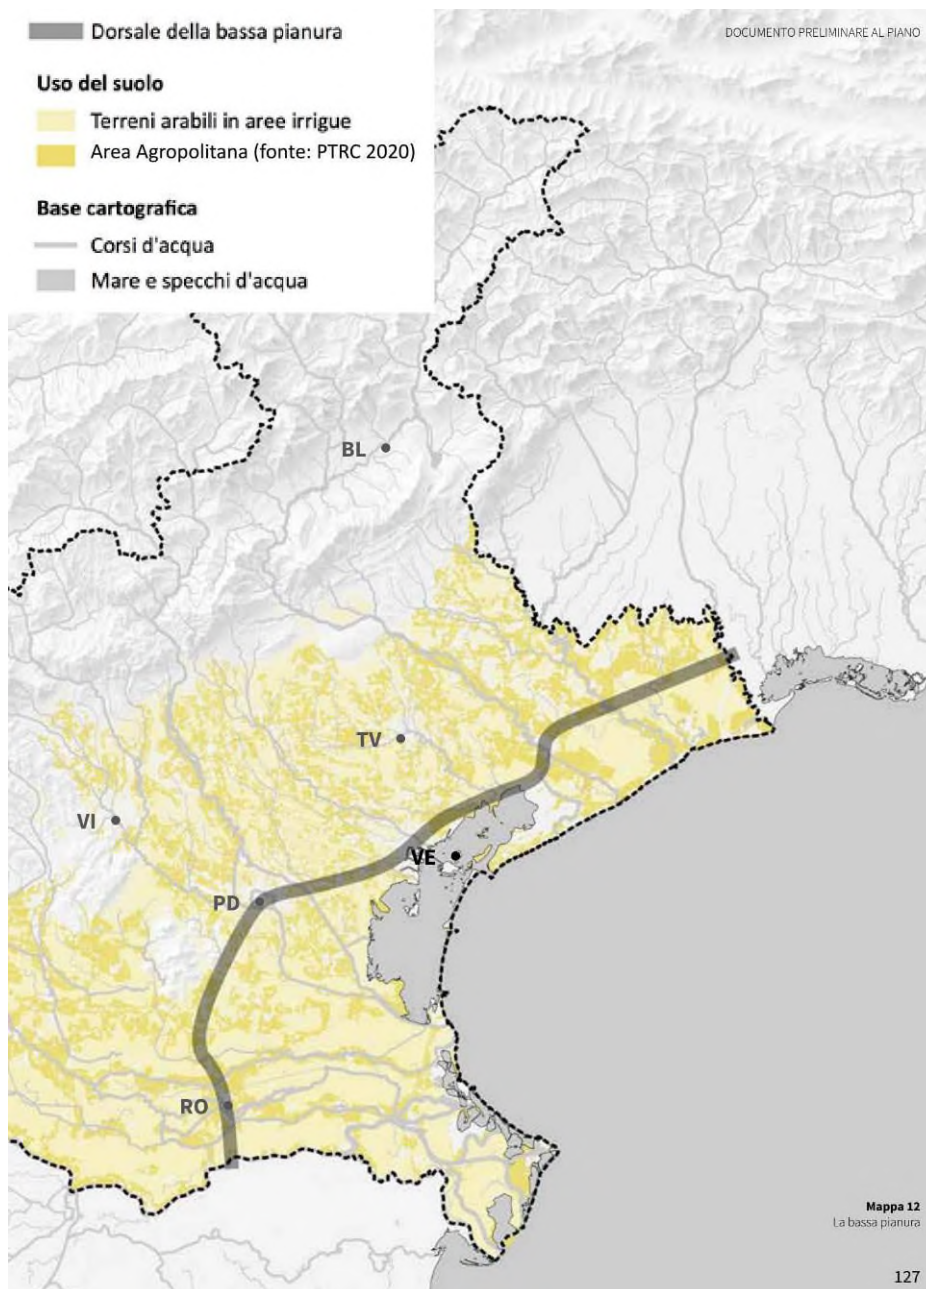 DOCUMENTO PRELIMINARE AL PIANO
Dorsale della bassa pianura
Uso del suolo
Terreni arabili in aree irrigue
Area Agropolitana (fonte: PTRC 2020)
Base cartografica
Corsi d'acqua
Mare e specchi d'acqua
BL
TV
VI
VE
PD
RO
Mappa 12
La bassa pianura
127